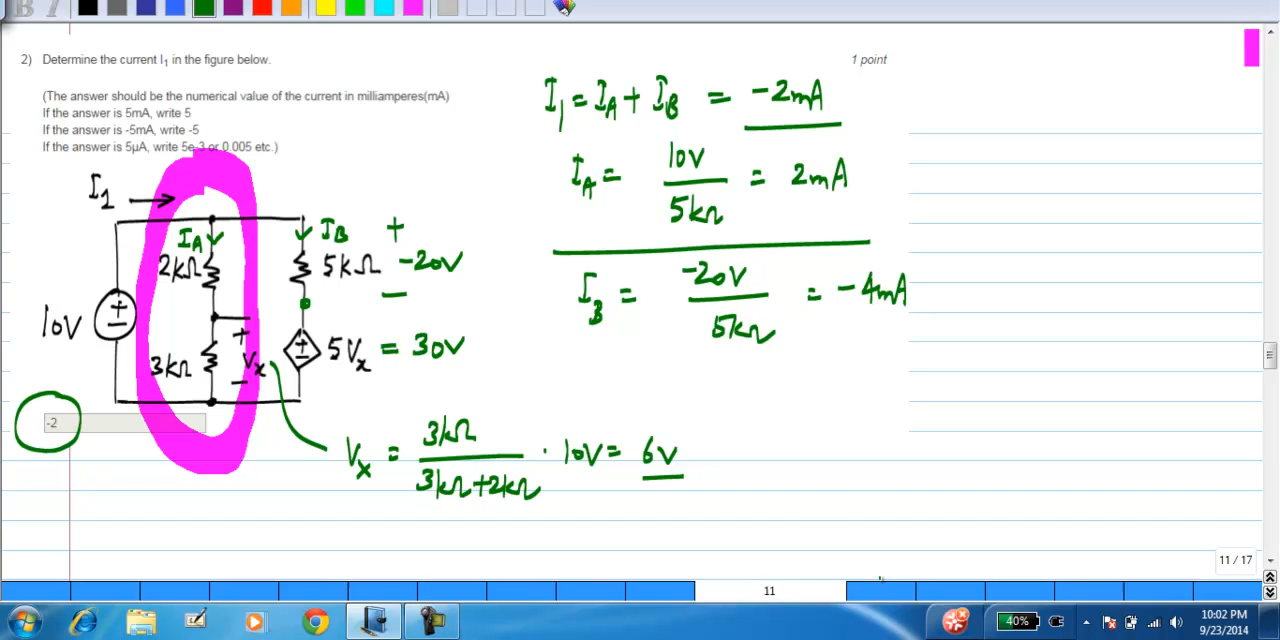 2) Determine the current I1 in the figure below.
1 point
(The answer should be the numerical value of the current in milliamperes(mA)
If the answer is 5mA, write 5
If the answer is -5mA, write -5
If the answer is 5μA, write 5e-3 or 0.005 etc.)
I1 = IA + IB = -2mA
IA = 10V / 5kΩ = 2mA
IB = -20V / 5kΩ = -4mA
I1
IA
IB
+
2kΩ
5kΩ
-20V
−
10V
+
−
+
Vx
−
3kΩ
+
−
5Vx = 30V
-2
Vx = 3kΩ / 3kΩ+2kΩ · 10V = 6V
11 / 17
11
40%
10:02 PM
9/23/2014